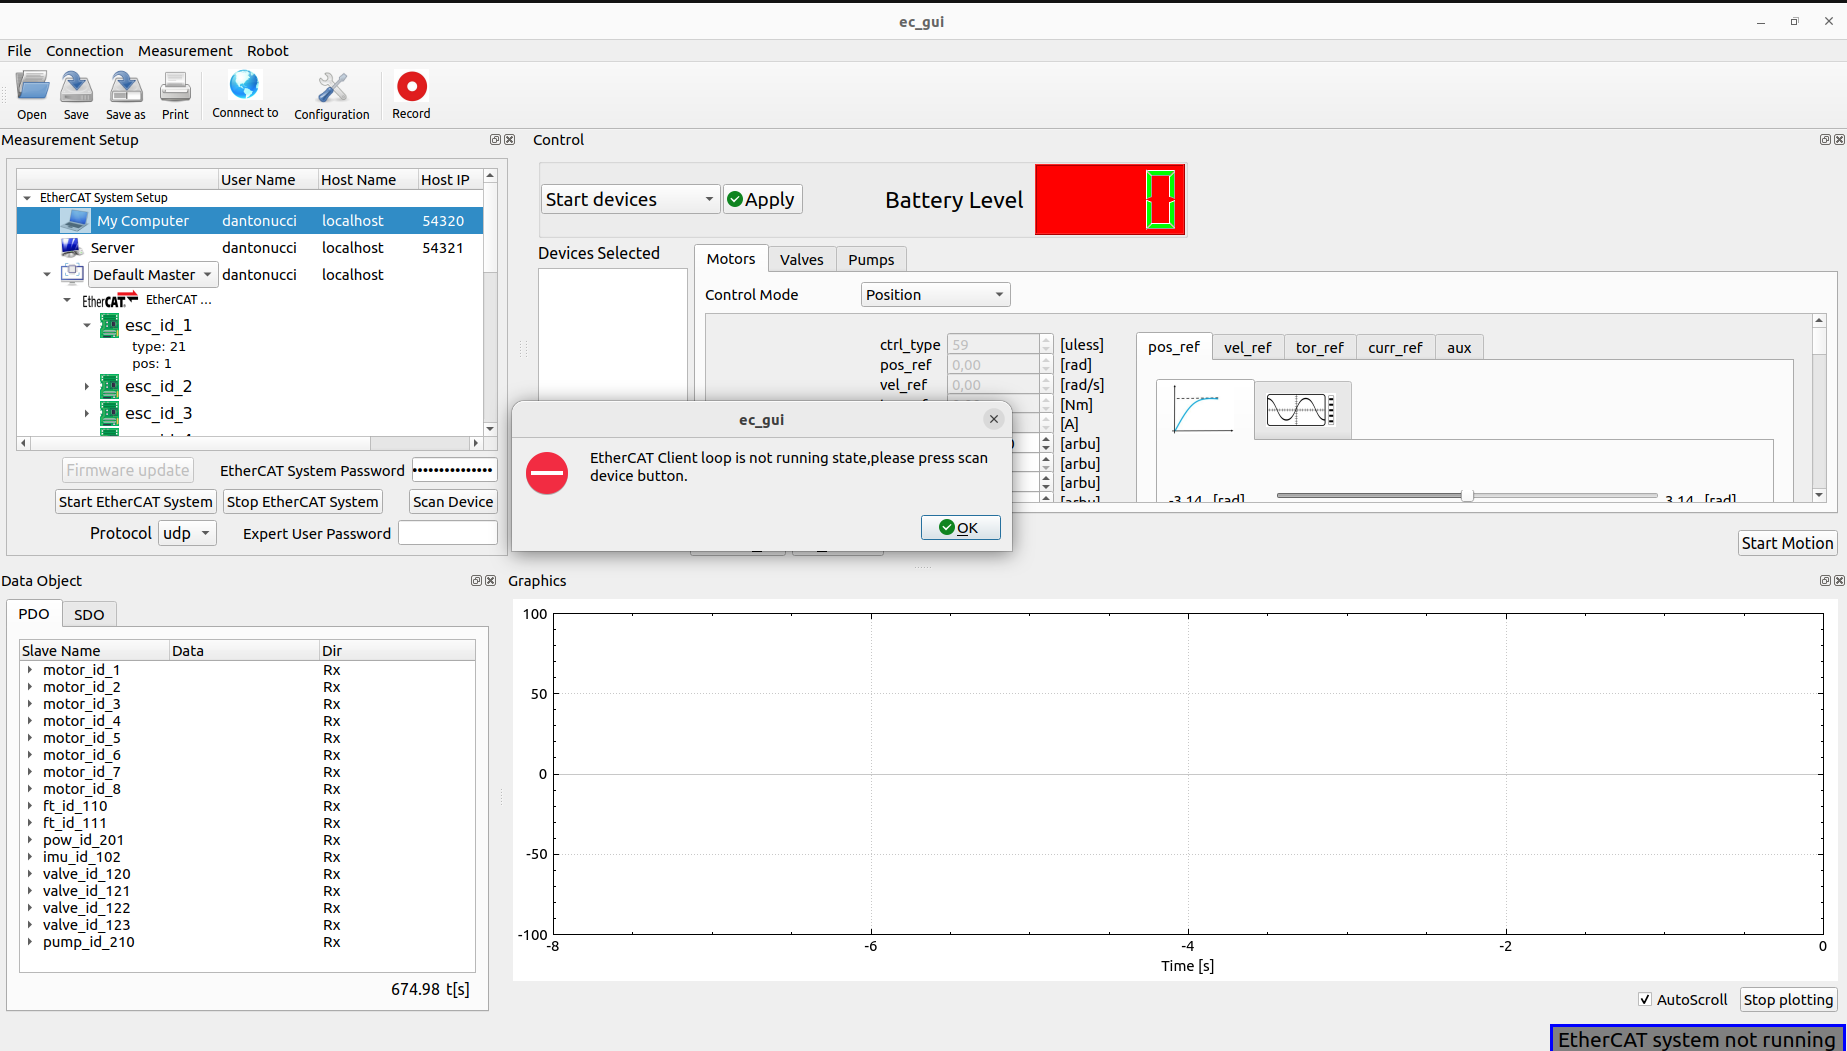 ec_gui
File Connection Measurement Robot
Open Save Save as Print Connnect to Configuration Record
Measurement Setup
User Name Host Name Host IP
EtherCAT System Setup
My Computer dantonucci localhost 54320
Server dantonucci localhost 54321
Default Master dantonucci localhost
EtherCAT EtherCAT ...
esc_id_1
type: 21
pos: 1
esc_id_2
esc_id_3
Firmware update EtherCAT System Password ●●●●●●●●●●●●●●●
Start EtherCAT System Stop EtherCAT System Scan Device
Protocol udp Expert User Password
Control
Start devices Apply Battery Level 0
Devices Selected
Motors Valves Pumps
Control Mode Position
ctrl_type 59 [uless]
pos_ref 0,00 [rad]
vel_ref 0,00 [rad/s]
[Nm]
[A]
[arbu]
[arbu]
[arbu]
[arbu]
pos_ref vel_ref tor_ref curr_ref aux
-3.14 [rad] 3.14 [rad]
Start Motion
ec_gui
EtherCAT Client loop is not running state,please press scan
device button.
OK
Data Object
PDO SDO
Slave Name Data Dir
motor_id_1 Rx
motor_id_2 Rx
motor_id_3 Rx
motor_id_4 Rx
motor_id_5 Rx
motor_id_6 Rx
motor_id_7 Rx
motor_id_8 Rx
ft_id_110 Rx
ft_id_111 Rx
pow_id_201 Rx
imu_id_102 Rx
valve_id_120 Rx
valve_id_121 Rx
valve_id_122 Rx
valve_id_123 Rx
pump_id_210 Rx
674.98 t[s]
Graphics
100
50
0
-50
-100
-8 -6 -4 -2 0
Time [s]
AutoScroll Stop plotting
EtherCAT system not running